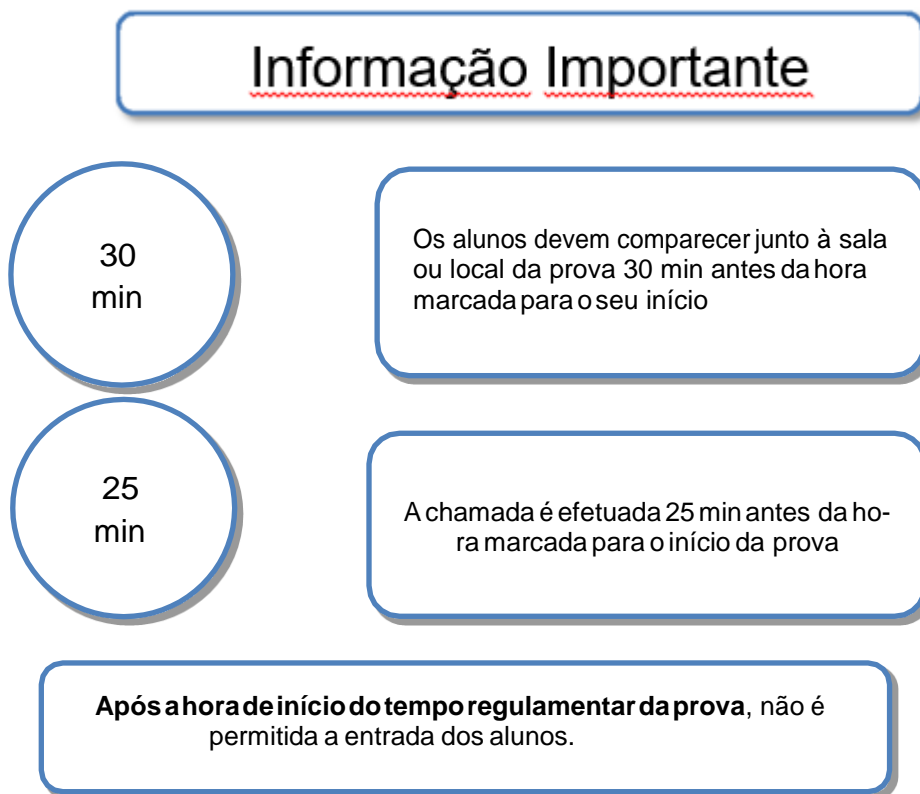 Informação Importante
30
min
Os alunos devem comparecer junto à sala
ou local da prova 30 min antes da hora
marcada para o seu início
25
min
A chamada é efetuada 25 min antes da ho-
ra marcada para o início da prova
Após a hora de início do tempo regulamentar da prova, não é
permitida a entrada dos alunos.